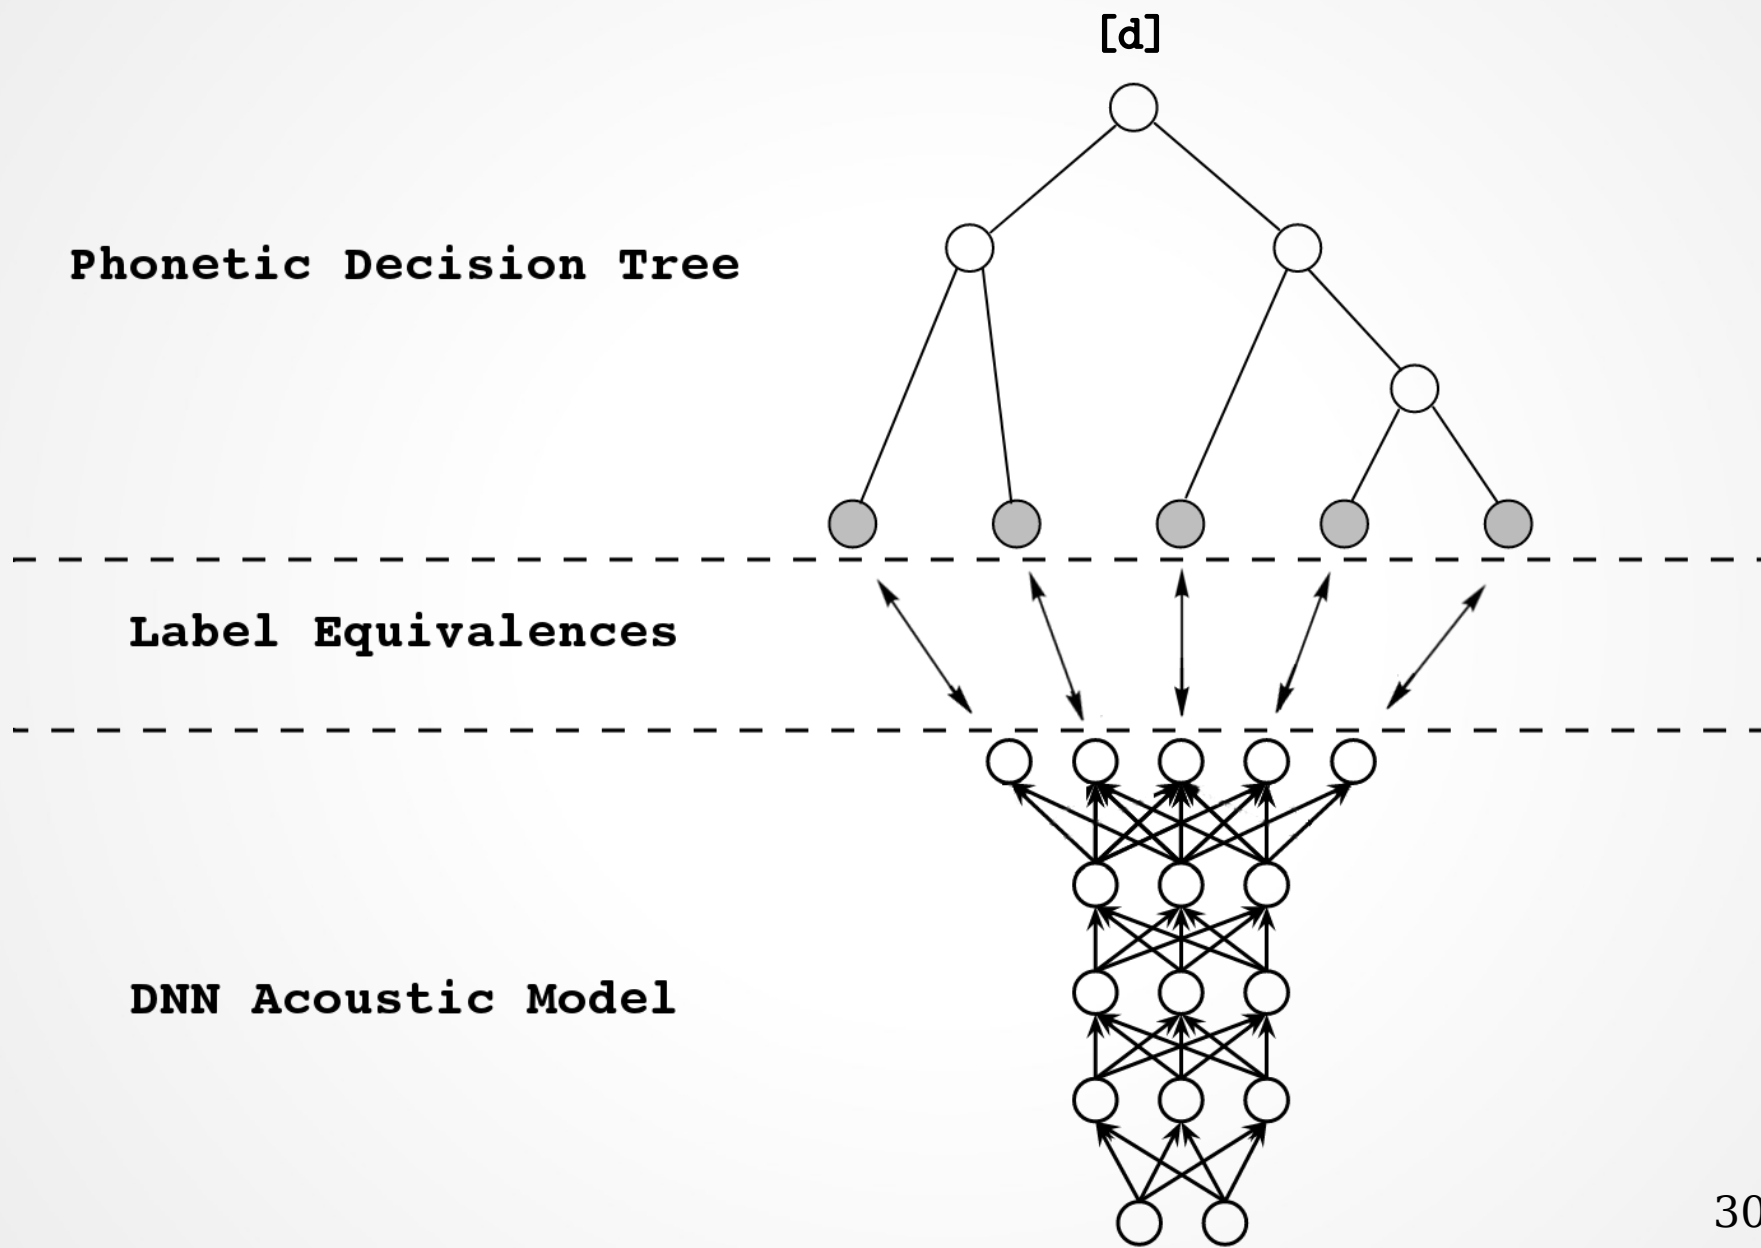 [d]
Phonetic Decision Tree
Label Equivalences
DNN Acoustic Model
30